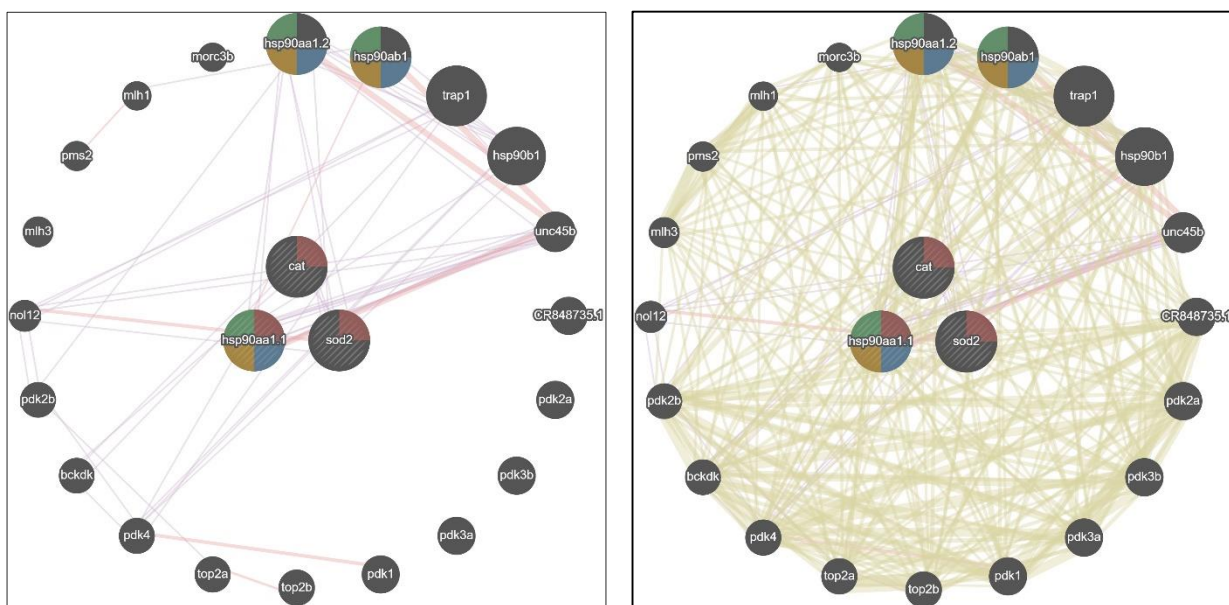 hsp90aa1.2
hsp90ab1
morc3b
trap1
mlh1
hsp90b1
pms2
unc45b
mlh3
cat
CR848735.1
nol12
hsp90aa1.1
sod2
pdk2b
pdk2a
bckdk
pdk3b
pdk4
pdk3a
top2a
top2b
pdk1
hsp90aa1.2
hsp90ab1
morc3b
trap1
mlh1
hsp90b1
pms2
unc45b
mlh3
cat
CR848735.1
nol12
hsp90aa1.1
sod2
pdk2b
pdk2a
bckdk
pdk3b
pdk4
pdk3a
top2a
top2b
pdk1